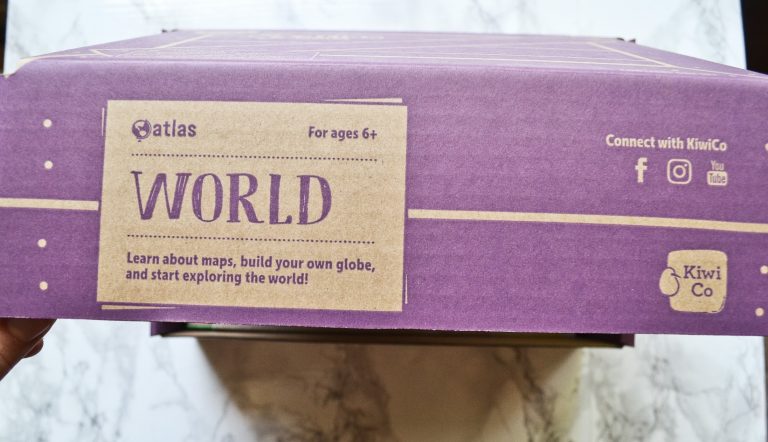 atlas
For ages 6+
WORLD
Learn about maps, build your own globe,
and start exploring the world!
Connect with KiwiCo
f
You
Tube
Kiwi
Co